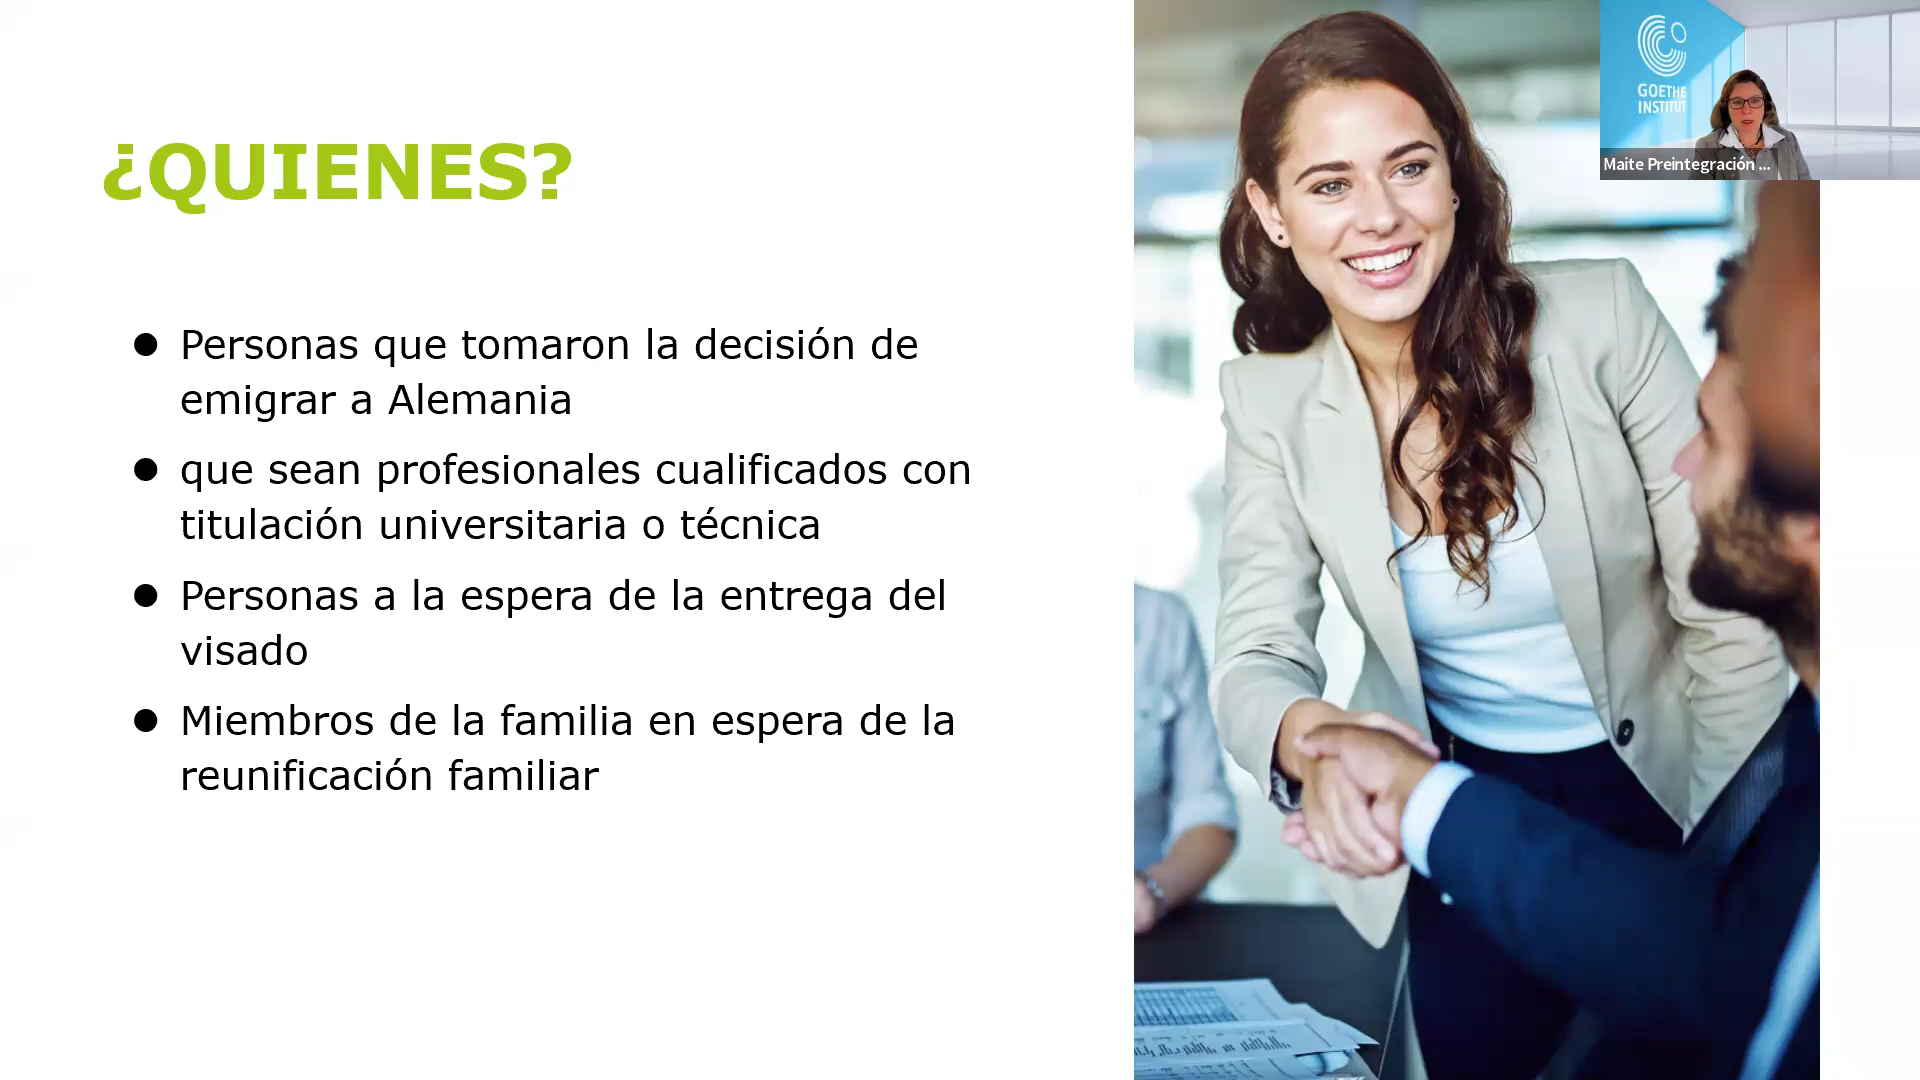 ¿QUIENES?
● Personas que tomaron la decisión de
emigrar a Alemania
● que sean profesionales cualificados con
titulación universitaria o técnica
● Personas a la espera de la entrega del
visado
● Miembros de la familia en espera de la
reunificación familiar
GOETHE
INSTITUT
Maite Preintegración ...